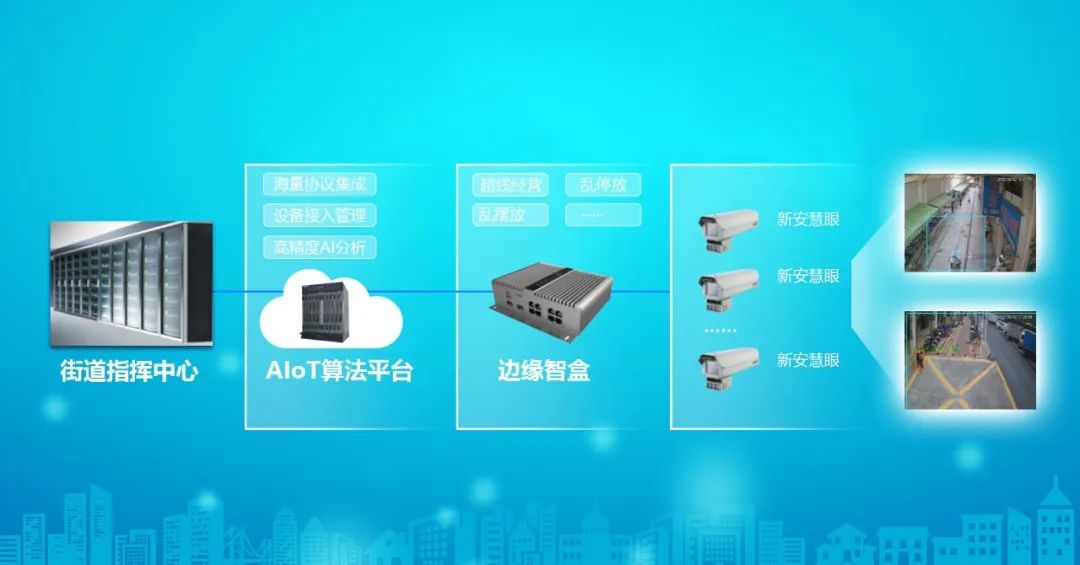 海量协议集成
设备接入管理
高精度AI分析
街道指挥中心
AIoT算法平台
超线经营
乱停放
乱摆放
······
边缘智盒
新安慧眼
新安慧眼
······
新安慧眼